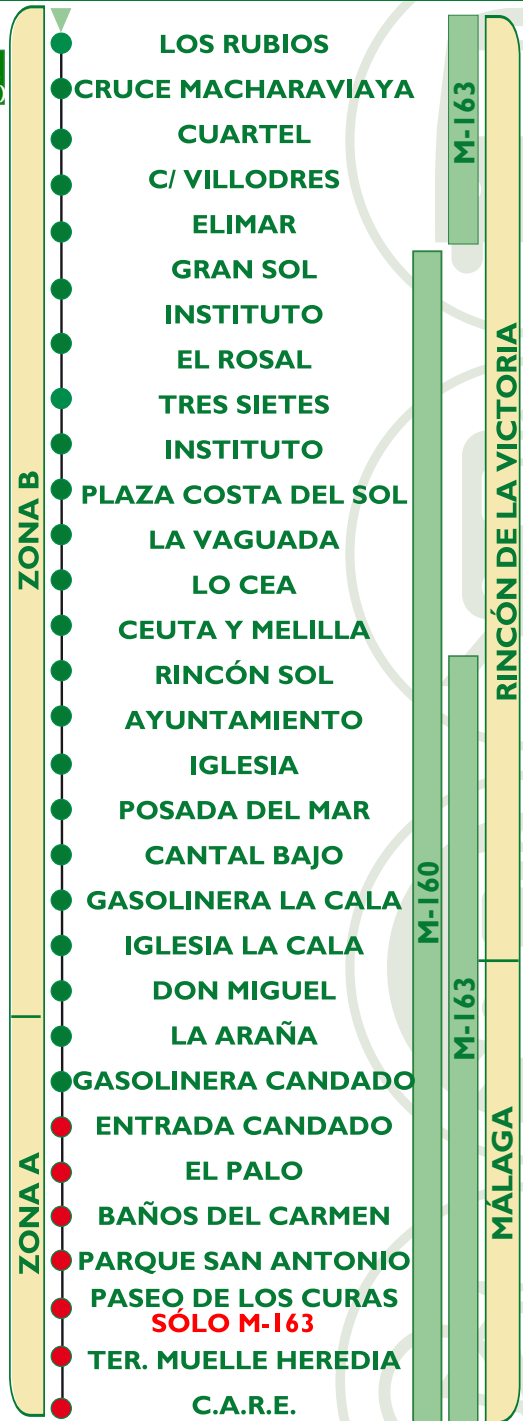 LOS RUBIOS
CRUCE MACHARAVIAYA
CUARTEL
C/ VILLODRES
ELIMAR
GRAN SOL
INSTITUTO
EL ROSAL
TRES SIETES
INSTITUTO
PLAZA COSTA DEL SOL
LA VAGUADA
LO CEA
CEUTA Y MELILLA
RINCÓN SOL
AYUNTAMIENTO
IGLESIA
POSADA DEL MAR
CANTAL BAJO
GASOLINERA LA CALA
IGLESIA LA CALA
DON MIGUEL
LA ARAÑA
GASOLINERA CANDADO
ENTRADA CANDADO
EL PALO
BAÑOS DEL CARMEN
PARQUE SAN ANTONIO
PASEO DE LOS CURAS
SÓLO M-163
TER. MUELLE HEREDIA
C.A.R.E.
ZONA B
ZONA A
M-163
M-160
M-163
RINCÓN DE LA VICTORIA
MÁLAGA